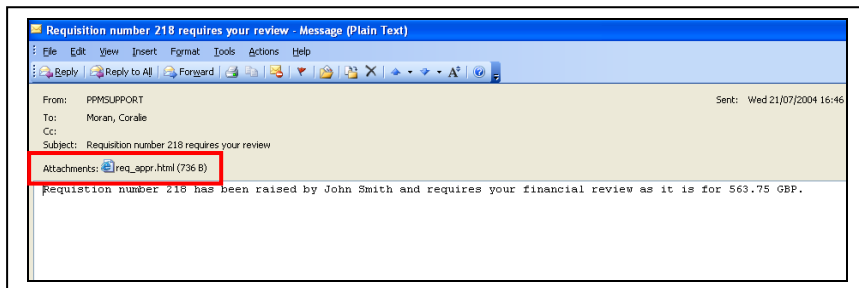 Requisition number 218 requires your review - Message (Plain Text)
File Edit View Insert Format Tools Actions Help
Reply Reply to All Forward
From: PPMSUPPORT Sent: Wed 21/07/2004 16:46
To: Moran, Coralie
Cc:
Subject: Requisition number 218 requires your review
Attachments: req_appr.html (736 B)
Requistion number 218 has been raised by John Smith and requires your financial review as it is for 563.75 GBP.